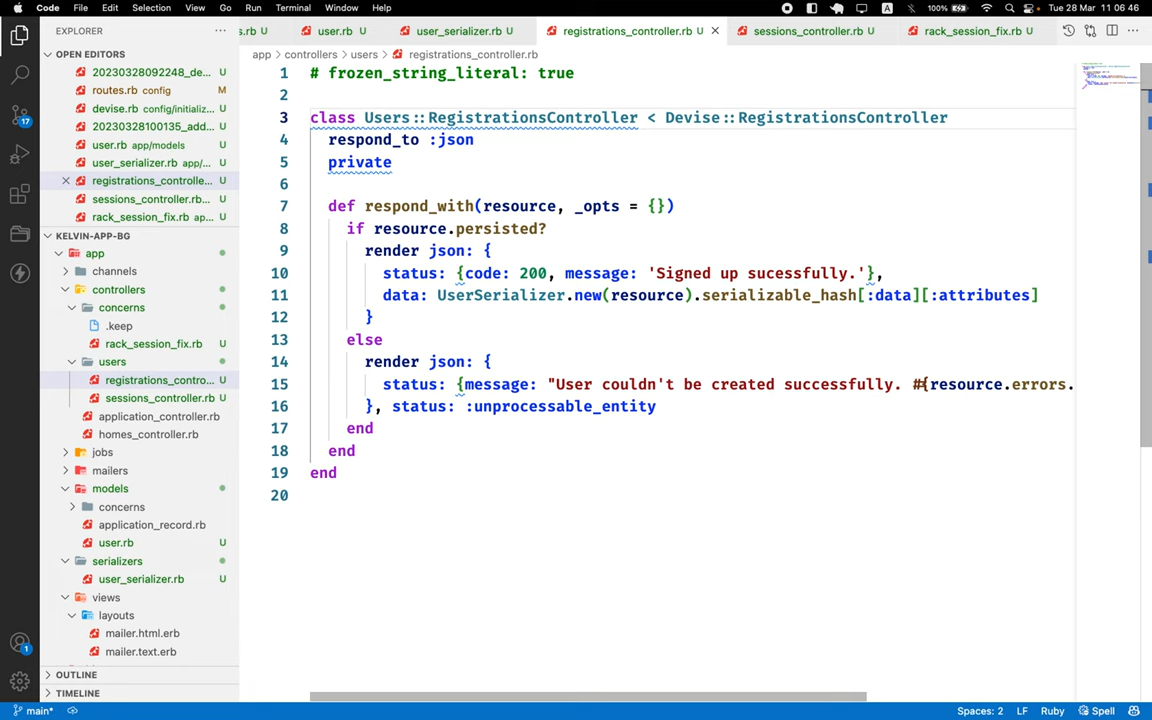 Code File Edit Selection View Go Run Terminal Window Help A 100% Tue 28 Mar 11 06 46
EXPLORER ...
s.rb U user.rb U user_serializer.rb U registrations_controller.rb U × sessions_controller.rb U rack_session_fix.rb U ...
app › controllers › users › registrations_controller.rb
OPEN EDITORS
20230328092248_de... U
routes.rb config M
devise.rb config/initializ... U
20230328100135_add... U
user.rb app/models U
user_serializer.rb app/... U
× registrations_controlle... U
sessions_controller.rb... U
rack_session_fix.rb ap... U
KELVIN-APP-BG
app
channels
controllers
concerns
.keep
rack_session_fix.rb U
users
registrations_contro... U
sessions_controller.rb U
application_controller.rb
homes_controller.rb
jobs
mailers
models
concerns
application_record.rb
user.rb U
serializers
user_serializer.rb U
views
layouts
mailer.html.erb
mailer.text.erb
OUTLINE
TIMELINE
17
1
1 # frozen_string_literal: true
2
3 class Users::RegistrationsController < Devise::RegistrationsController
4 respond_to :json
5 private
6
7 def respond_with(resource, _opts = {})
8 if resource.persisted?
9 render json: {
10 status: {code: 200, message: 'Signed up sucessfully.'},
11 data: UserSerializer.new(resource).serializable_hash[:data][:attributes]
12 }
13 else
14 render json: {
15 status: {message: "User couldn't be created successfully. #{resource.errors.
16 }, status: :unprocessable_entity
17 end
18 end
19 end
20
main* Spaces: 2 LF Ruby Spell